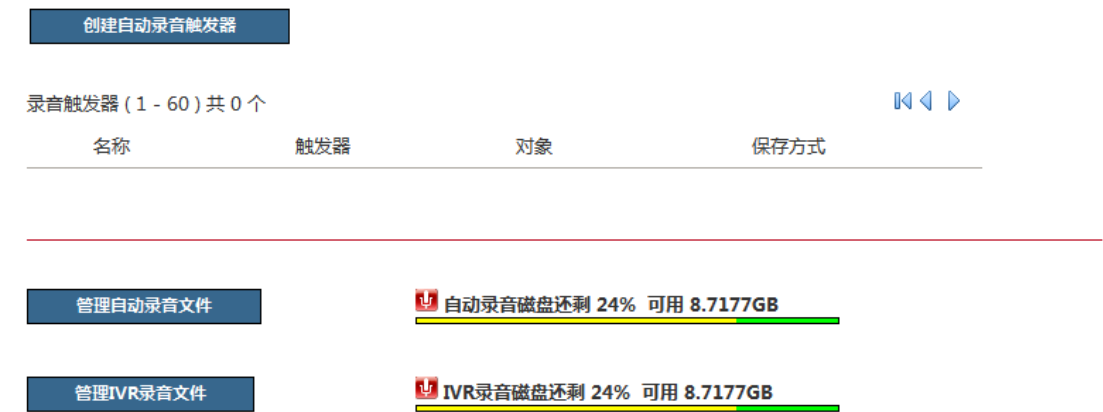 创建自动录音触发器
录音触发器 ( 1 - 60 ) 共 0 个
名称 触发器 对象 保存方式
管理自动录音文件 自动录音磁盘还剩 24% 可用 8.7177GB
管理IVR录音文件 IVR录音磁盘还剩 24% 可用 8.7177GB